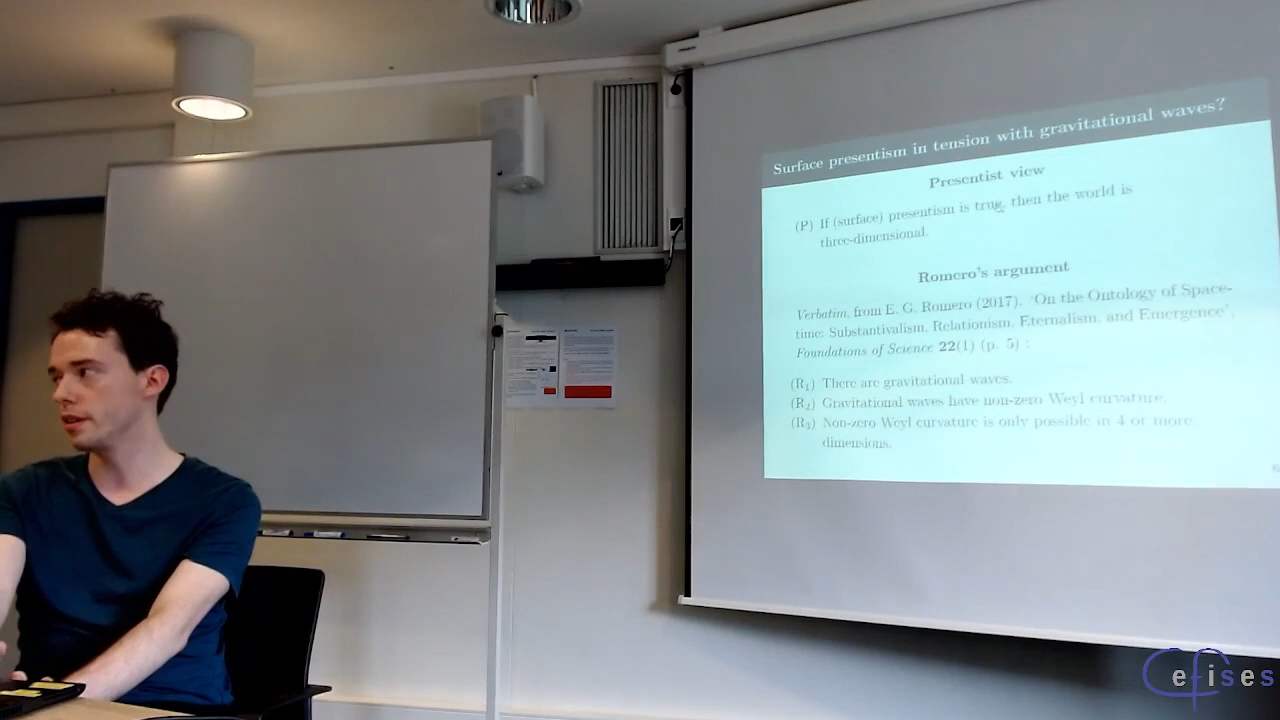 Surface presentism in tension with gravitational waves?
Presentist view
(P) If (surface) presentism is true, then the world is
three-dimensional.
Romero's argument
Verbatim, from E. G. Romero (2017). 'On the Ontology of Space-
time: Substantivalism, Relationism, Eternalism, and Emergence',
Foundations of Science 22(1) (p. 5) :
(R₁) There are gravitational waves.
(R₂) Gravitational waves have non-zero Weyl curvature.
(R₃) Non-zero Weyl curvature is only possible in 4 or more
dimensions.
Cefises